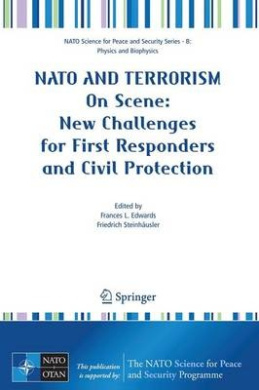 NATO Science for Peace and Security Series - B:
Physics and Biophysics
NATO AND TERRORISM
On Scene:
New Challenges
for First Responders
and Civil Protection
Edited by
Frances L. Edwards
Friedrich Steinhäusler
Springer
NATO
OTAN
This publication
is supported by:
The NATO Science for Peace
and Security Programme